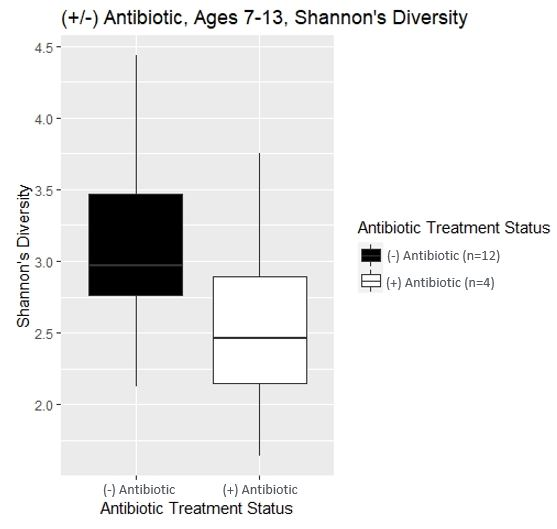 (+/-) Antibiotic, Ages 7-13, Shannon's Diversity
4.5
4.0
3.5
3.0
2.5
2.0
Shannon's Diversity
(-) Antibiotic
(+) Antibiotic
Antibiotic Treatment Status
Antibiotic Treatment Status
(-) Antibiotic (n=12)
(+) Antibiotic (n=4)